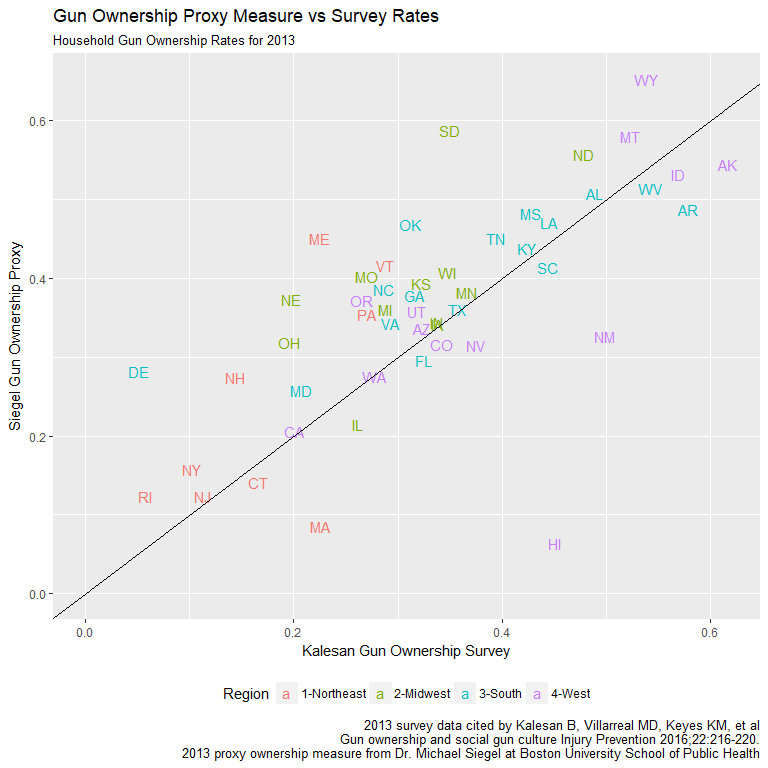 Gun Ownership Proxy Measure vs Survey Rates
Household Gun Ownership Rates for 2013
WY
0.6
SD
MT
ND
AK
ID
WV
AL
AR
MS
LA
OK
TN
ME
KY
SC
VT
0.4
MO
WI
KS
NC
MN
GA
NE
OR
MI
UT
TX
PA
VA
AZ
IA
OH
CO
NV
NM
FL
DE
NH
WA
MD
IL
0.2
CA
NY
CT
RI
NJ
MA
HI
0.0
Siegel Gun Ownership Proxy
0.0 0.2 0.4 0.6
Kalesan Gun Ownership Survey
Region a 1-Northeast a 2-Midwest a 3-South a 4-West
2013 survey data cited by Kalesan B, Villarreal MD, Keyes KM, et al
Gun ownership and social gun culture Injury Prevention 2016;22:216-220.
2013 proxy ownership measure from Dr. Michael Siegel at Boston University School of Public Health